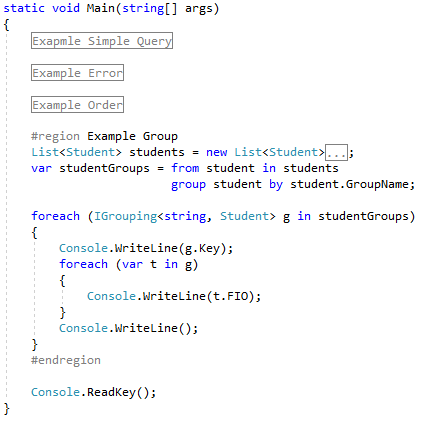 static void Main(string[] args)
{
    Exapmle Simple Query
    Example Error
    Example Order
    #region Example Group
    List<Student> students = new List<Student>...;
    var studentGroups = from student in students
                        group student by student.GroupName;
    foreach (IGrouping<string, Student> g in studentGroups)
    {
        Console.WriteLine(g.Key);
        foreach (var t in g)
        {
            Console.WriteLine(t.FIO);
        }
        Console.WriteLine();
    }
    #endregion
    Console.ReadKey();
}